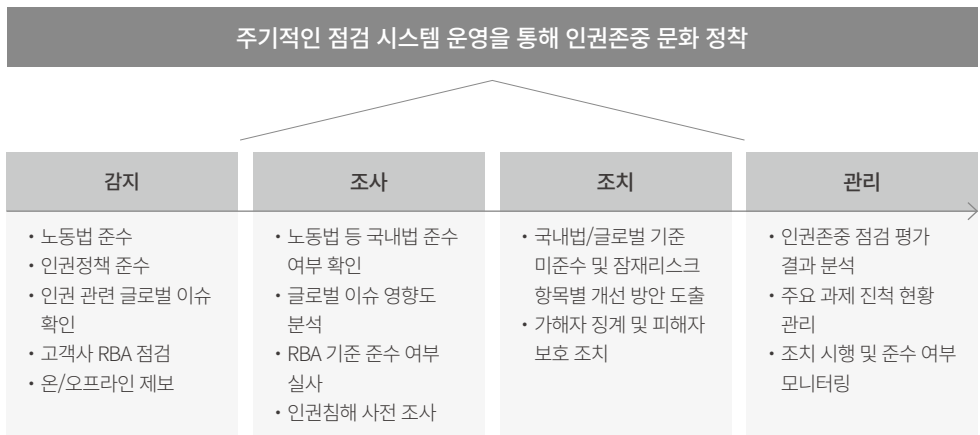 주기적인 점검 시스템 운영을 통해 인권존중 문화 정착
감지
• 노동법 준수
• 인권정책 준수
• 인권 관련 글로벌 이슈
확인
• 고객사 RBA 점검
• 온/오프라인 제보
조사
• 노동법 등 국내법 준수
여부 확인
• 글로벌 이슈 영향도
분석
• RBA 기준 준수 여부
실사
• 인권침해 사전 조사
조치
• 국내법/글로벌 기준
미준수 및 잠재리스크
항목별 개선 방안 도출
• 가해자 징계 및 피해자
보호 조치
관리
• 인권존중 점검 평가
결과 분석
• 주요 과제 진척 현황
관리
• 조치 시행 및 준수 여부
모니터링